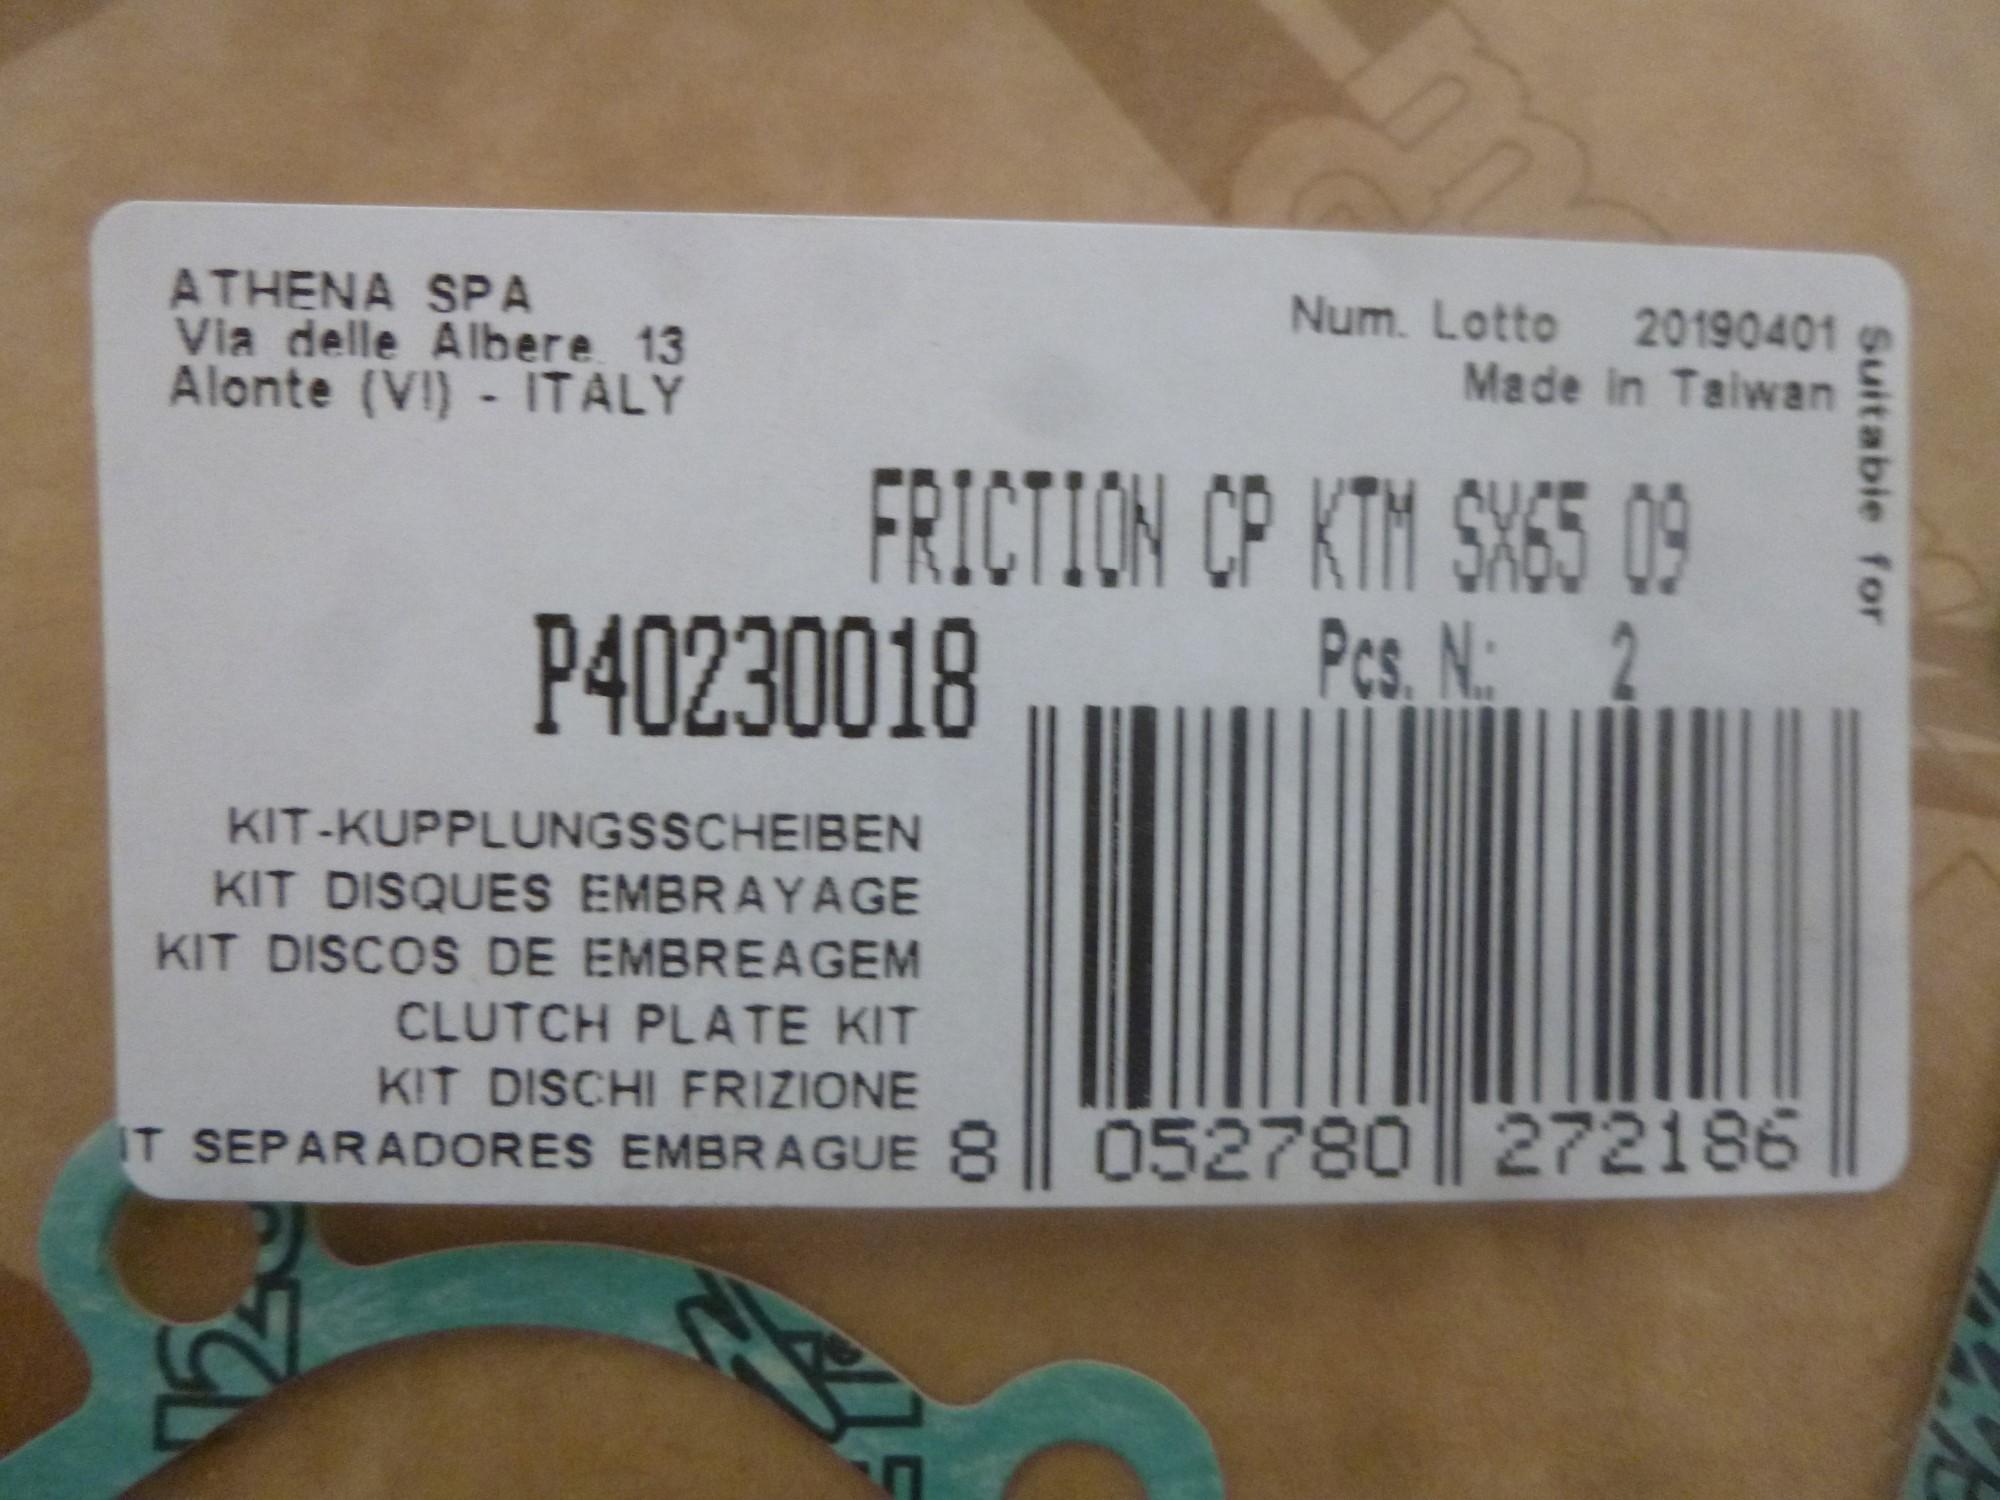 ATHENA SPA
Via delle Albere, 13
Alonte (VI) - ITALY
Num. Lotto 20190401
Made in Taiwan
Suitable for
FRICTION CP KTM SX65 09
P40230018
Pcs. N.: 2
KIT-KUPPLUNGSSCHEIBEN
KIT DISQUES EMBRAYAGE
KIT DISCOS DE EMBREAGEM
CLUTCH PLATE KIT
KIT DISCHI FRIZIONE
IT SEPARADORES EMBRAGUE
8 052780 272186